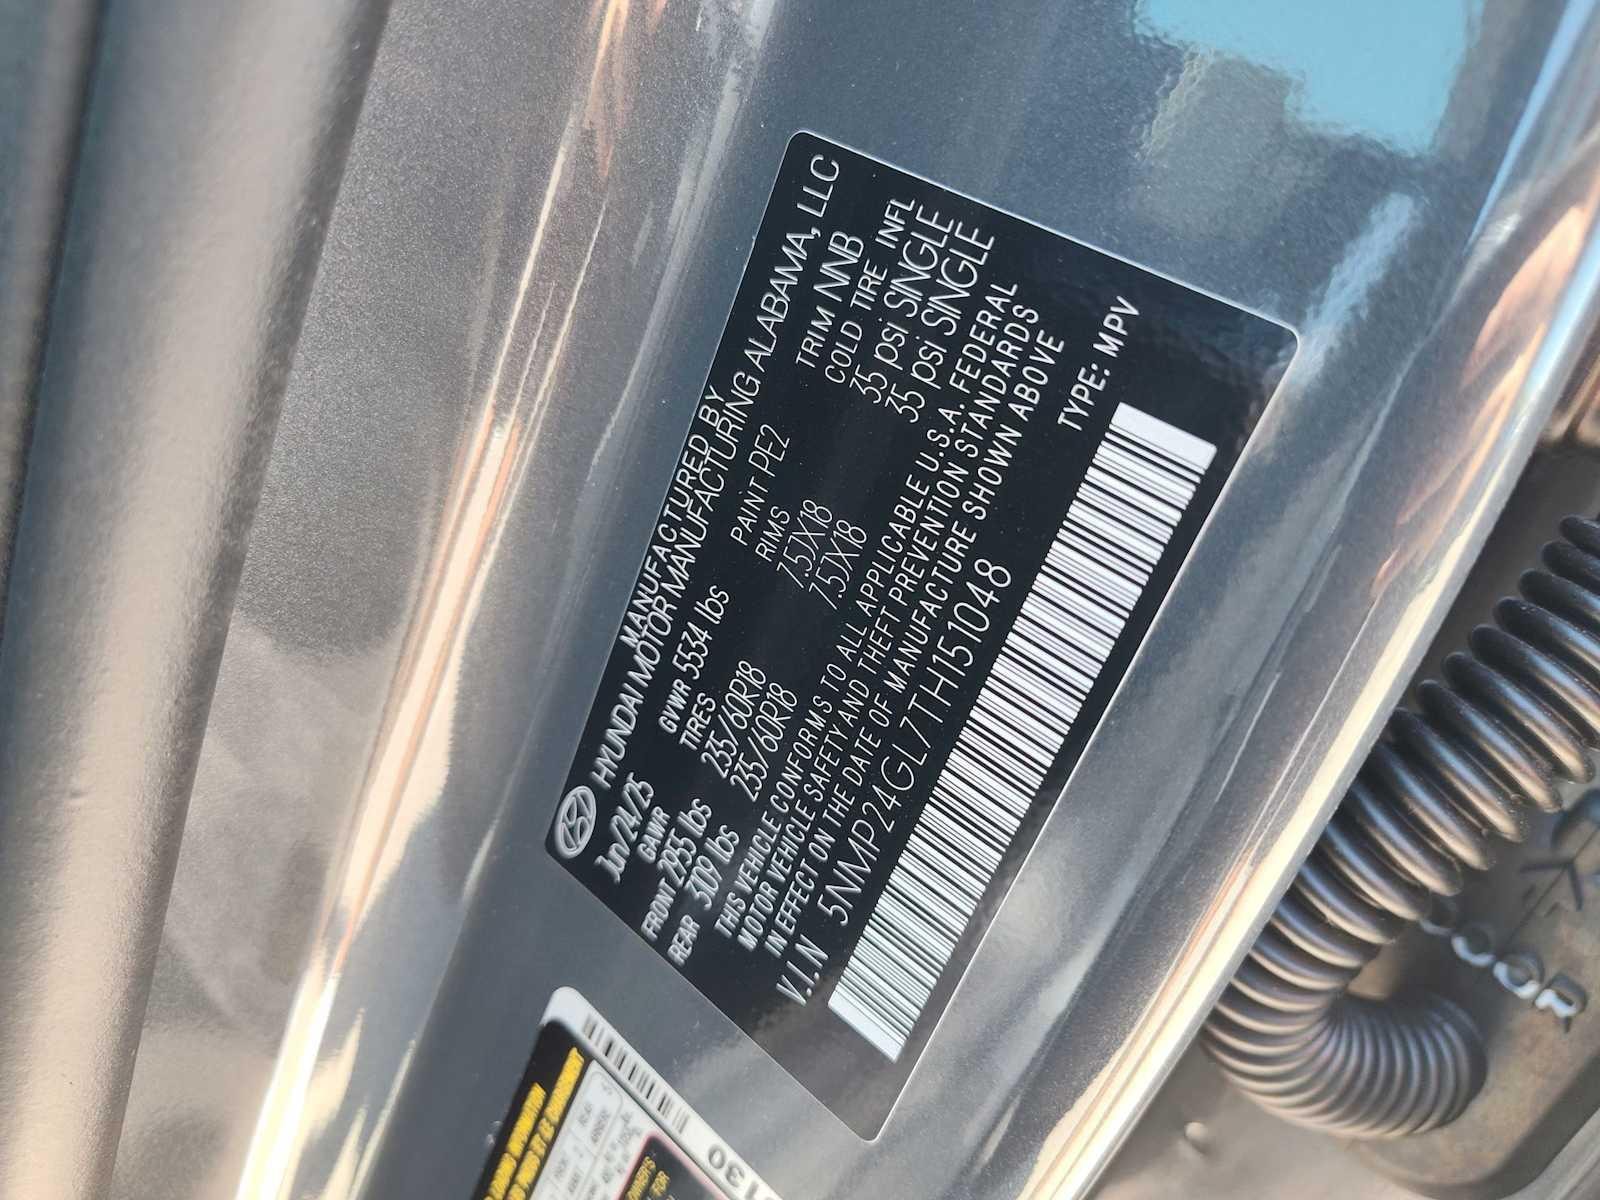 MANUFACTURED BY
HYUNDAI MOTOR MANUFACTURING ALABAMA, LLC
Jun/24/25 GVWR 5534 lbs PAINT PE2 TRIM NNB
GAWR TIRES RIMS COLD TIRE INFL
FRONT 2955 lbs 235/60R18 7.5JX18 35 psi SINGLE
REAR 3009 lbs 235/60R18 7.5JX18 35 psi SINGLE
THIS VEHICLE CONFORMS TO ALL APPLICABLE U.S.A. FEDERAL
MOTOR VEHICLE SAFETY AND THEFT PREVENTION STANDARDS
IN EFFECT ON THE DATE OF MANUFACTURE SHOWN ABOVE
V.I.N 5NMP24GL7TH151048 TYPE: MPV
130
DOOR